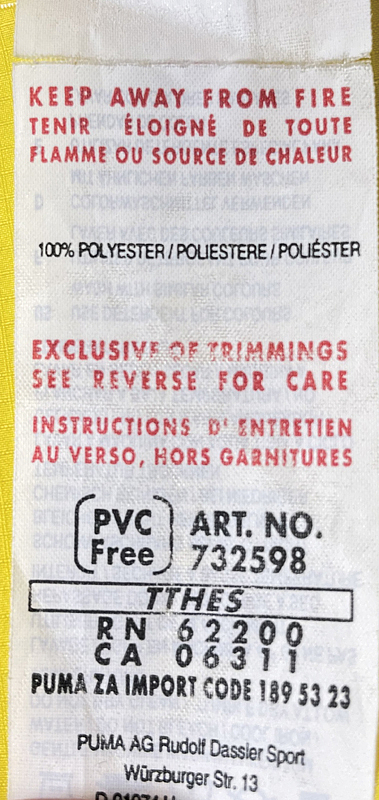 KEEP AWAY FROM FIRE
TENIR ÉLOIGNÉ DE TOUTE
FLAMME OU SOURCE DE CHALEUR
100% POLYESTER / POLIESTERE / POLIÉSTER
EXCLUSIVE OF TRIMMINGS
SEE REVERSE FOR CARE
INSTRUCTIONS D' ENTRETIEN
AU VERSO, HORS GARNITURES
PVC ART. NO.
Free 732598
TTHES
RN 62200
CA 06311
PUMA ZA IMPORT CODE 189 53 23
PUMA AG Rudolf Dassler Sport
Würzburger Str. 13